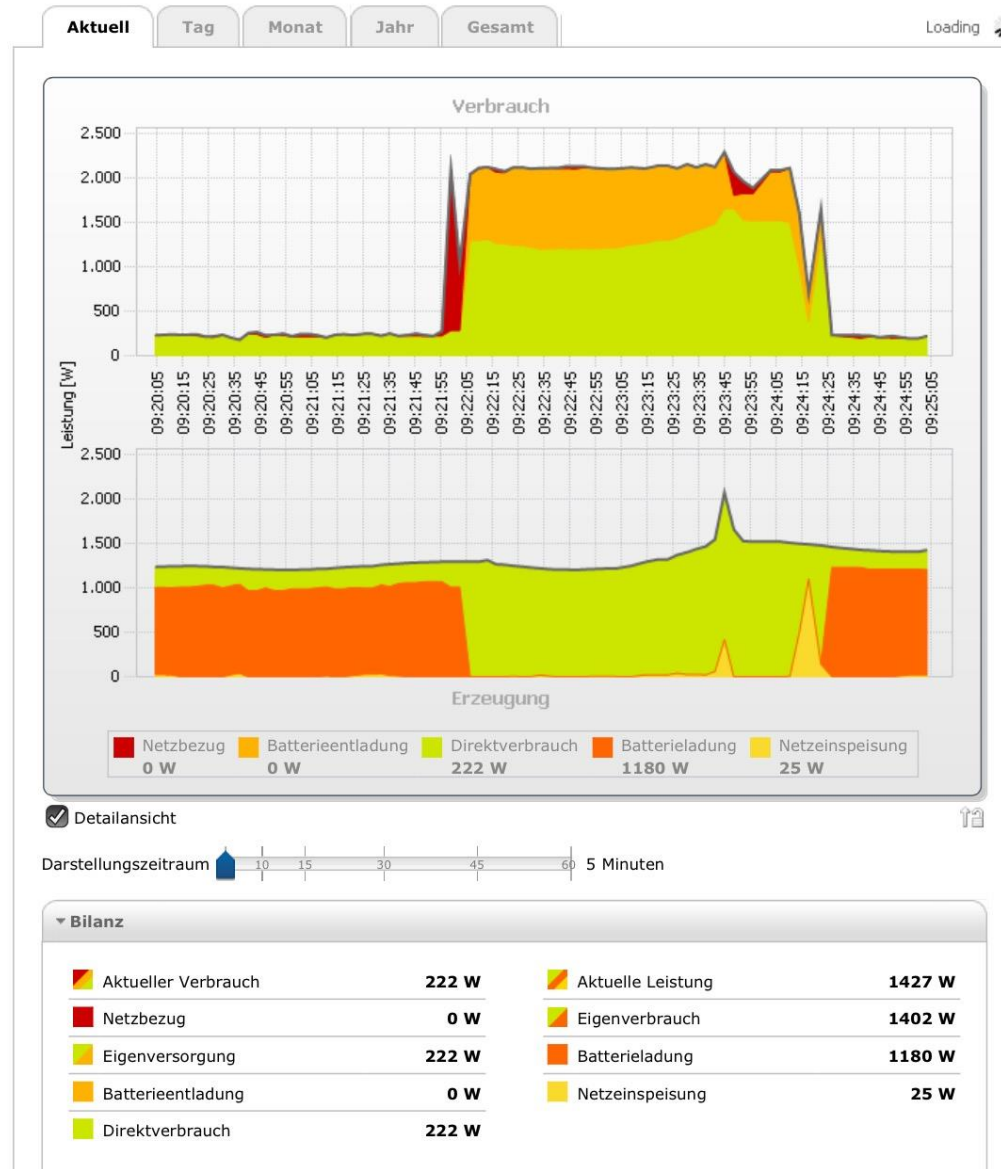 Aktuell Tag Monat Jahr Gesamt Loading
Verbrauch
2.500
2.000
1.500
1.000
500
0
Leistung [W]
09:20:05 09:20:15 09:20:25 09:20:35 09:20:45 09:20:55 09:21:05 09:21:15 09:21:25 09:21:35 09:21:45 09:21:55 09:22:05 09:22:15 09:22:25 09:22:35 09:22:45 09:22:55 09:23:05 09:23:15 09:23:25 09:23:35 09:23:45 09:23:55 09:24:05 09:24:15 09:24:25 09:24:35 09:24:45 09:24:55 09:25:05
2.500
2.000
1.500
1.000
500
0
Erzeugung
Netzbezug Batterieentladung Direktverbrauch Batterieladung Netzeinspeisung
0 W 0 W 222 W 1180 W 25 W
Detailansicht
Darstellungszeitraum 10 15 30 45 60 5 Minuten
Bilanz
Aktueller Verbrauch 222 W Aktuelle Leistung 1427 W
Netzbezug 0 W Eigenverbrauch 1402 W
Eigenversorgung 222 W Batterieladung 1180 W
Batterieentladung 0 W Netzeinspeisung 25 W
Direktverbrauch 222 W